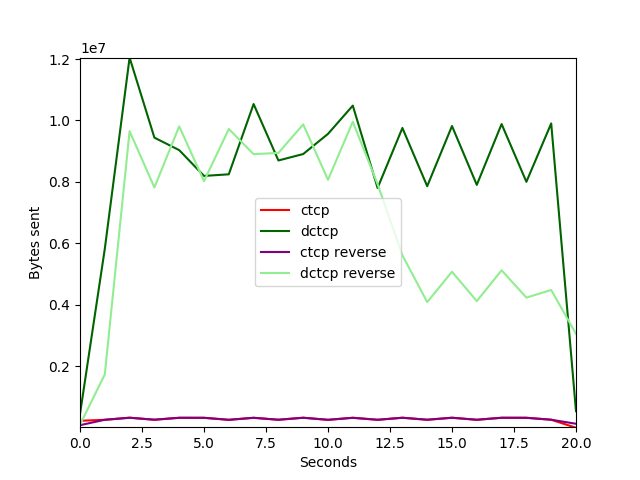 1e7
1.2
1.0
0.8
0.6
0.4
0.2
Bytes sent
ctcp
dctcp
ctcp reverse
dctcp reverse
0.0 2.5 5.0 7.5 10.0 12.5 15.0 17.5 20.0
Seconds